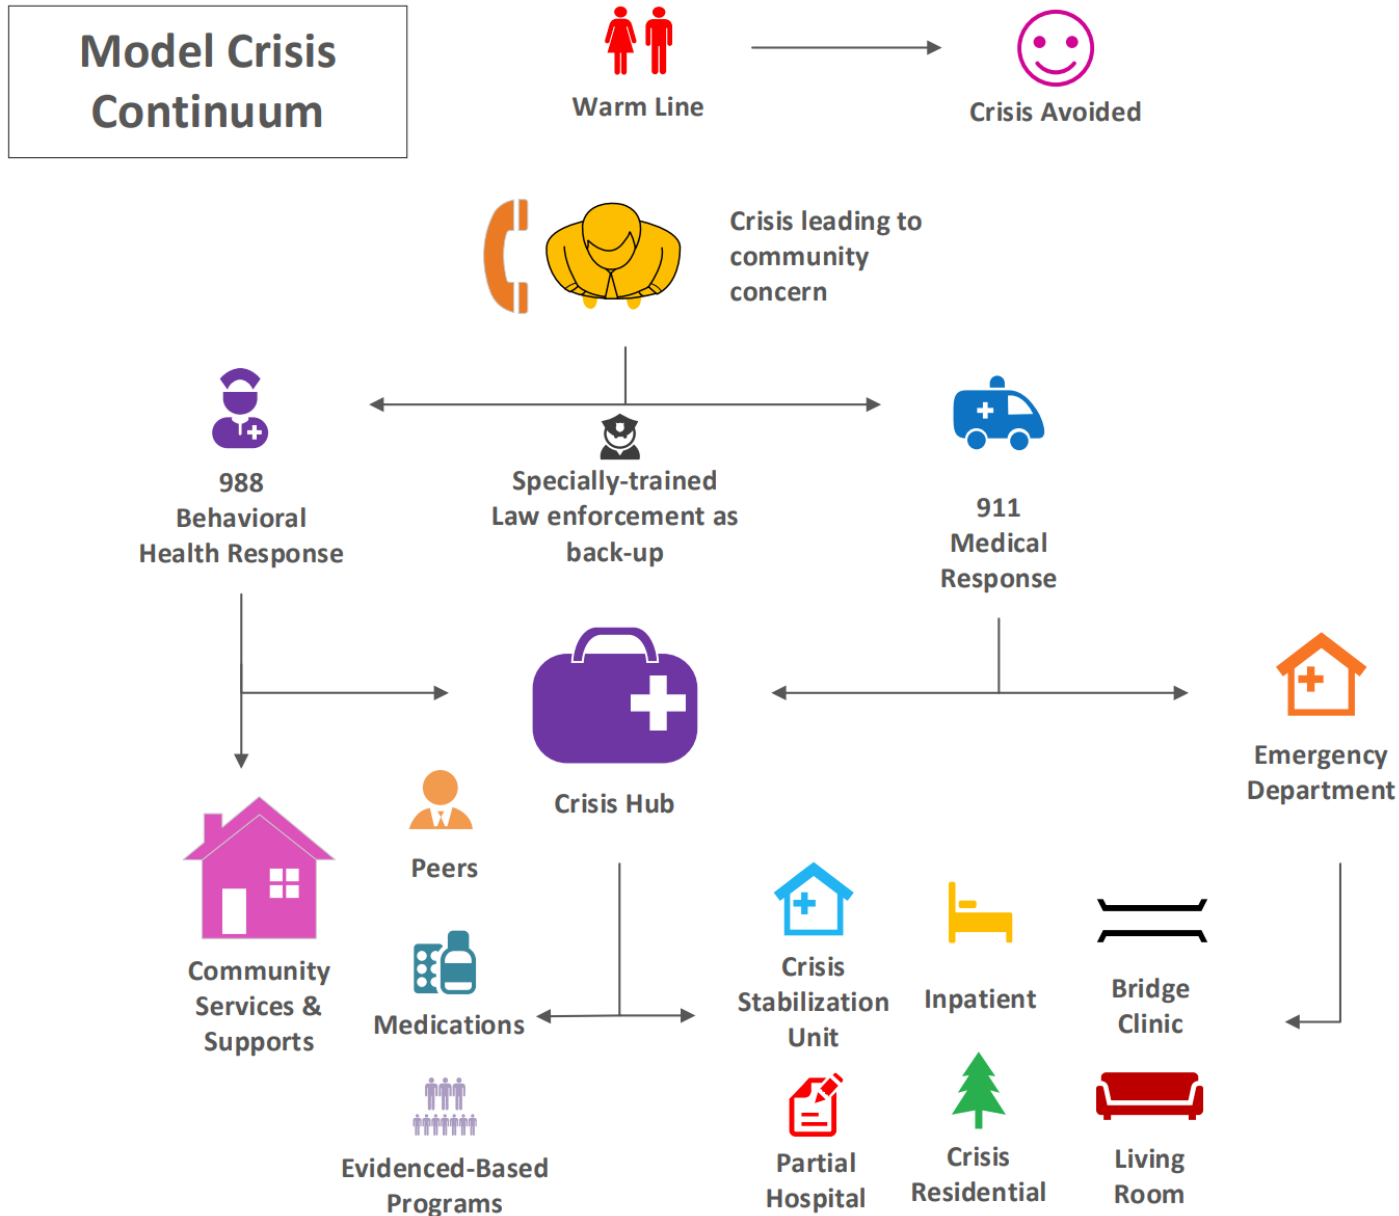 Model Crisis
Continuum
Warm Line
Crisis Avoided
Crisis leading to
community
concern
988
Behavioral
Health Response
Specially-trained
Law enforcement as
back-up
911
Medical
Response
Crisis Hub
Emergency
Department
Community
Services &
Supports
Peers
Medications
Evidenced-Based
Programs
Crisis
Stabilization
Unit
Inpatient
Bridge
Clinic
Partial
Hospital
Crisis
Residential
Living
Room